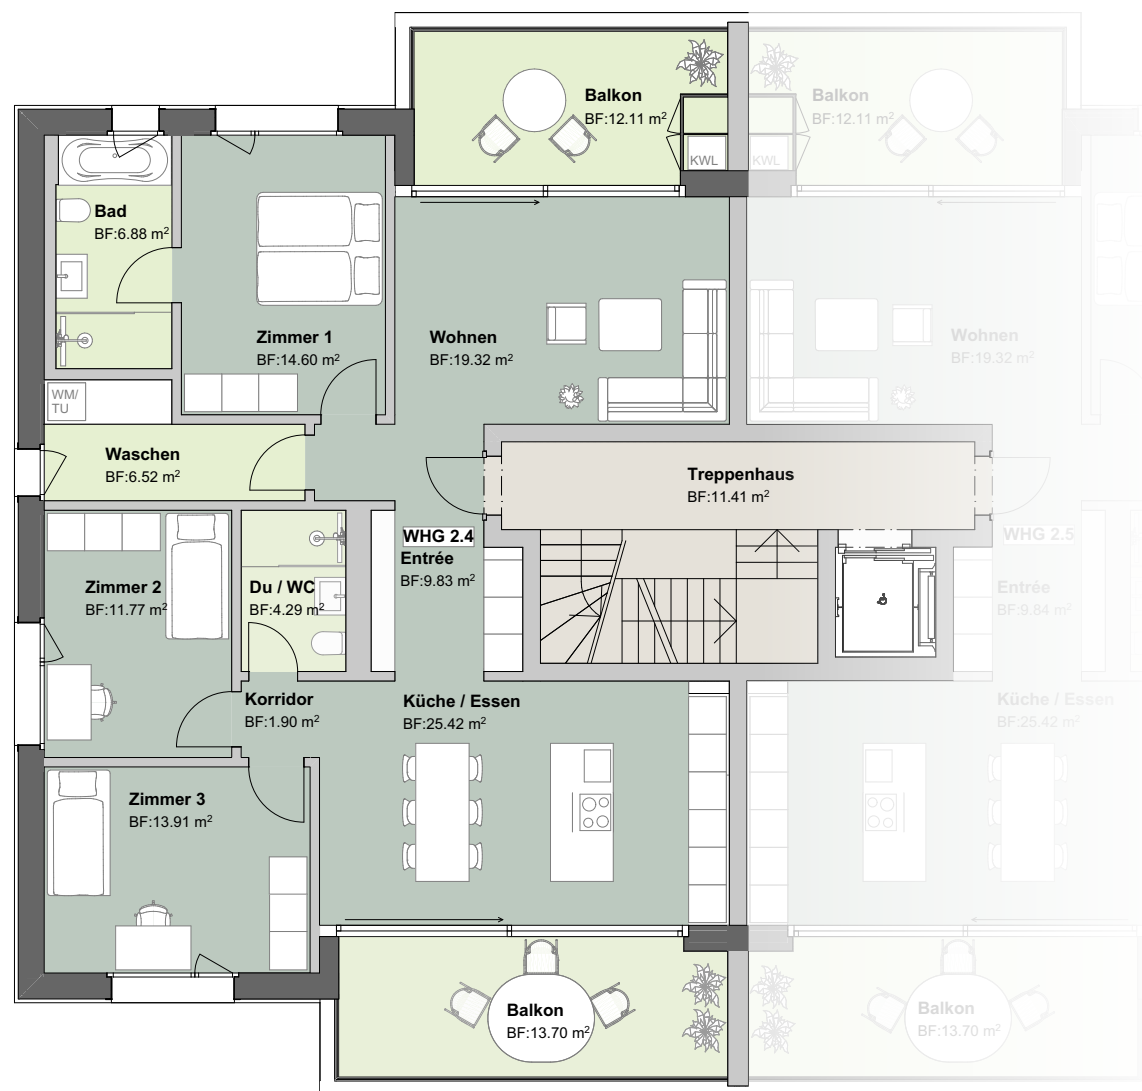 Balkon
BF:12.11 m²
KWL
Balkon
BF:12.11 m²
KWL
Bad
BF:6.88 m²
Zimmer 1
BF:14.60 m²
Wohnen
BF:19.32 m²
Wohnen
BF:19.32 m²
WM/
TU
Waschen
BF:6.52 m²
Treppenhaus
BF:11.41 m²
WHG 2.4
Entrée
BF:9.83 m²
WHG 2.5
Entrée
BF:9.84 m²
Zimmer 2
BF:11.77 m²
Du / WC
BF:4.29 m²
Korridor
BF:1.90 m²
Küche / Essen
BF:25.42 m²
Küche / Essen
BF:25.42 m²
Zimmer 3
BF:13.91 m²
Balkon
BF:13.70 m²
Balkon
BF:13.70 m²